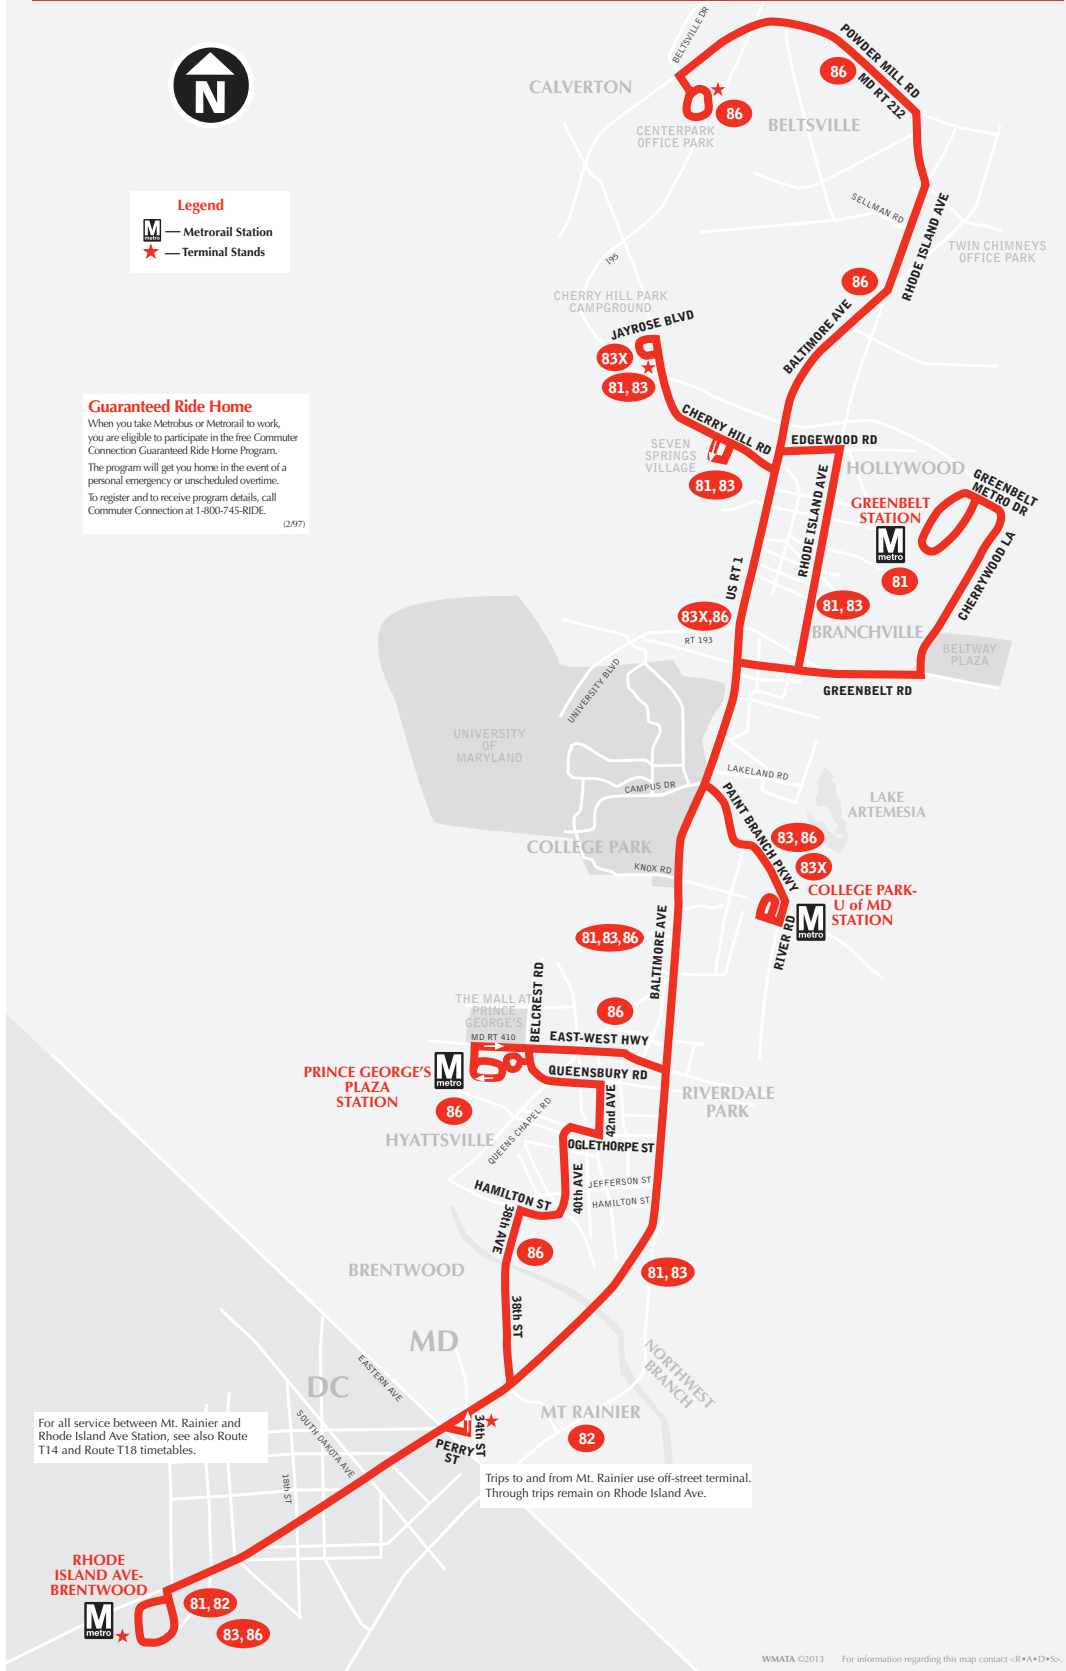 BELTSVILLE DR
POWDER MILL RD
MD RT 212
86
N
CALVERTON
86
BELTSVILLE
CENTERPARK
OFFICE PARK
Legend
M metro — Metrorail Station
— Terminal Stands
SELLMAN RD
RHODE ISLAND AVE
TWIN CHIMNEYS
OFFICE PARK
I95
86
CHERRY HILL PARK
CAMPGROUND
BALTIMORE AVE
JAYROSE BLVD
83X
81, 83
Guaranteed Ride Home
When you take Metrobus or Metrorail to work,
you are eligible to participate in the free Commuter
Connection Guaranteed Ride Home Program.
The program will get you home in the event of a
personal emergency or unscheduled overtime.
To register and to receive program details, call
Commuter Connection at 1-800-745-RIDE.
(2/97)
CHERRY HILL RD
EDGEWOOD RD
SEVEN
SPRINGS
VILLAGE
81, 83
HOLLYWOOD
RHODE ISLAND AVE
GREENBELT
METRO DR
GREENBELT
STATION
M
metro
81
CHERRYWOOD LA
US RT 1
81, 83
83X,86
RT 193
BRANCHVILLE
BELTWAY
PLAZA
GREENBELT RD
UNIVERSITY BLVD
UNIVERSITY
OF
MARYLAND
LAKELAND RD
CAMPUS DR
PAINT BRANCH PKWY
LAKE
ARTEMESIA
83, 86
83X
COLLEGE PARK
KNOX RD
COLLEGE PARK-
U of MD
STATION
M
metro
RIVER RD
81,83,86
BALTIMORE AVE
BELCREST RD
THE MALL AT
PRINCE
GEORGE'S
86
MD RT 410
EAST-WEST HWY
PRINCE GEORGE'S
PLAZA
STATION
M
metro
QUEENSBURY RD
86
RIVERDALE
PARK
42nd AVE
HYATTSVILLE
QUEENS CHAPEL RD
OGLETHORPE ST
40th AVE
JEFFERSON ST
HAMILTON ST
HAMILTON ST
38th AVE
86
BRENTWOOD
81, 83
38th ST
MD
NORTHWEST
BRANCH
EASTERN AVE
DC
MT RAINIER
82
34th ST
PERRY
ST
For all service between Mt. Rainier and
Rhode Island Ave Station, see also Route
T14 and Route T18 timetables.
SOUTH DAKOTA AVE
18th ST
Trips to and from Mt. Rainier use off-street terminal.
Through trips remain on Rhode Island Ave.
RHODE
ISLAND AVE-
BRENTWOOD
M
metro
81, 82
83, 86
WMATA ©2013 For information regarding this map contact <R•A•D•S>.